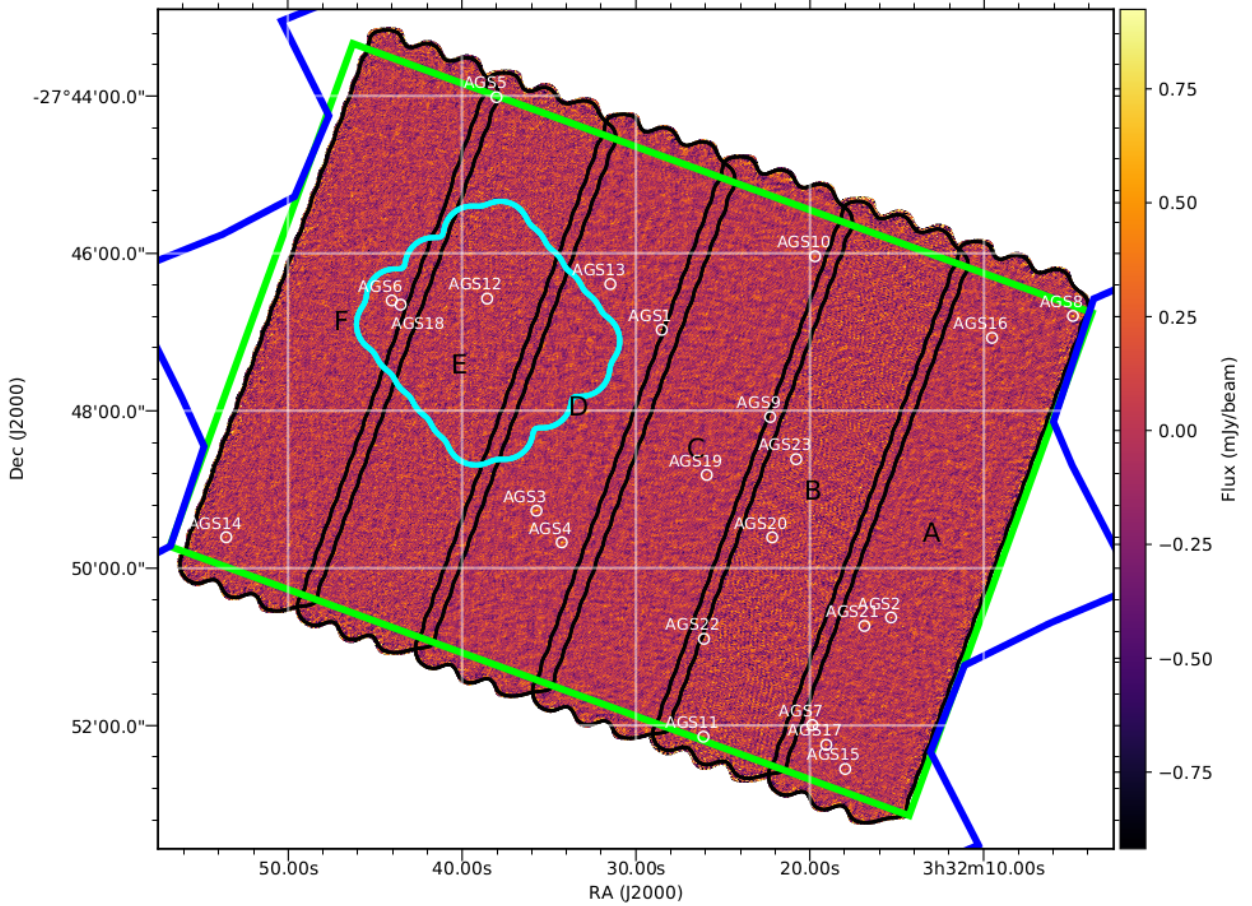 AGS5
-27°44'00.0"
0.75
0.50
AGS10
46'00.0"
AGS13
AGS12
AGS6
0.25
AGS8
AGS18
F
AGS1
AGS16
E
Dec (J2000)
48'00.0"
D
AGS9
0.00
Flux (mJy/beam)
C
AGS23
AGS19
B
AGS3
AGS14
AGS4
AGS20
A
−0.25
50'00.0"
AGS22
AGS21
AGS2
−0.50
52'00.0"
AGS11
AGS7
AGS17
AGS15
−0.75
50.00s
40.00s
30.00s
20.00s
3h32m10.00s
RA (J2000)